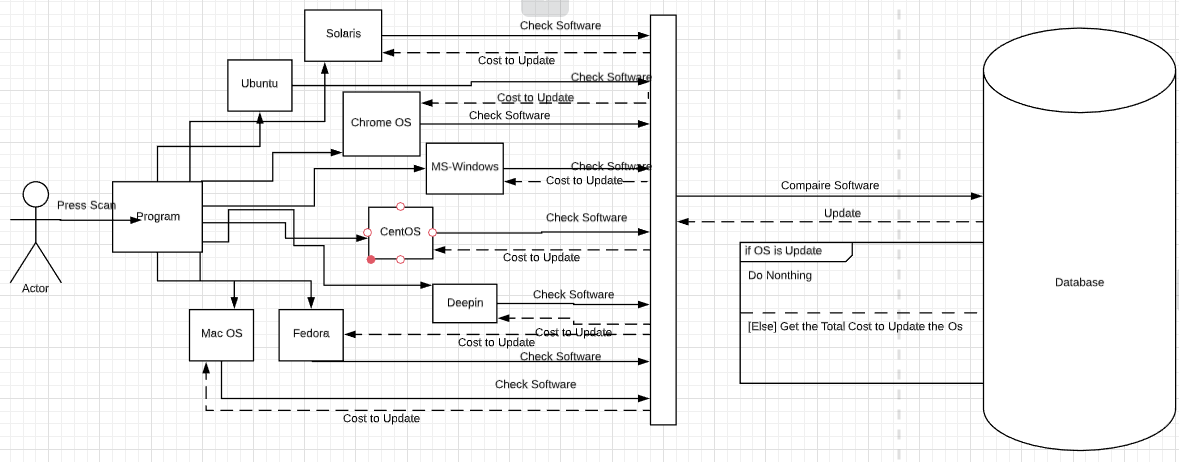 Solaris
Check Software
Cost to Update
Ubuntu
Check Software
Cost to Update
Chrome OS
Check Software
MS-Windows
Check Software
Cost to Update
Press Scan
Program
Actor
CentOS
Check Software
Cost to Update
Deepin
Check Software
Cost to Update
Mac OS
Fedora
Cost to Update
Check Software
Check Software
Cost to Update
Compaire Software
Update
if OS is Update
Do Nonthing
[Else] Get the Total Cost to Update the Os
Database